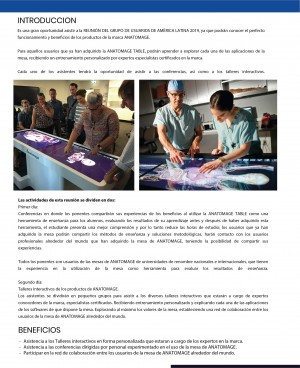 INTRODUCCION
Es una gran oportunidad asistir a la REUNIÓN DEL GRUPO DE USUARIOS DE AMÉRICA LATINA 2019, ya que podrán conocer el perfecto
funcionamiento y beneficios de los productos de la marca ANATOMAGE.
Para aquellos usuarios que ya han adquirido la ANATOMAGE TABLE, podrán aprender a explorar cada una de las aplicaciones de la
mesa, recibiendo un entrenamiento personalizado por expertos especialistas certificados en la marca.
Cada uno de los asistentes tendrá la oportunidad de asistir a las conferencias, así como a los talleres interactivos.
Las actividades de esta reunión se dividen en dos:
Primer día:
Conferencias en donde los ponentes compartirán sus experiencias de los beneficios al utilizar la ANATOMAGE TABLE como una
herramienta de enseñanza para los alumnos, evaluando los resultados de su aprendizaje antes y después de haber adquirido esta
herramienta, el estudiante presenta una mejor comprensión y por lo tanto reduce las horas de estudio, los usuarios que ya han
adquirido la mesa podrán compartir los métodos de enseñanza y soluciones metodológicas, harán contacto con los usuarios
profesionales alrededor del mundo que han adquirido la mesa de ANATOMAGE, teniendo la posibilidad de compartir sus
experiencias.
Todos los ponentes son usuarios de las mesas de ANATOMAGE de universidades de renombre nacionales e internacionales, que tienen
la experiencia en la utilización de la mesa como herramienta para evaluar los resultados de enseñanza.
Segundo día:
Talleres Interactivos de los productos de ANATOMAGE.
Los asistentes se dividirán en pequeños grupos para asistir a los diversos talleres interactivos que estarán a cargo de expertos
conocedores de la marca, especialistas certificados. Recibiendo entrenamiento personalizado y explicando cada una de las aplicaciones
de los softwares de que dispone la mesa. Explorando al máximo los valores de la mesa, estableciendo una red de colaboración entre los
usuarios de la mesa de ANATOMAGE alrededor del mundo.
BENEFICIOS
- Asistencia a los Talleres Interactivos en forma personalizada que estarán a cargo de los expertos en la marca.
- Asistencia a las conferencias dirigidas por personal experimentado en el uso de la mesa de ANATOMAGE.
- Participar en la red de colaboración entre los usuarios de la mesa de ANATOMAGE alrededor del mundo.